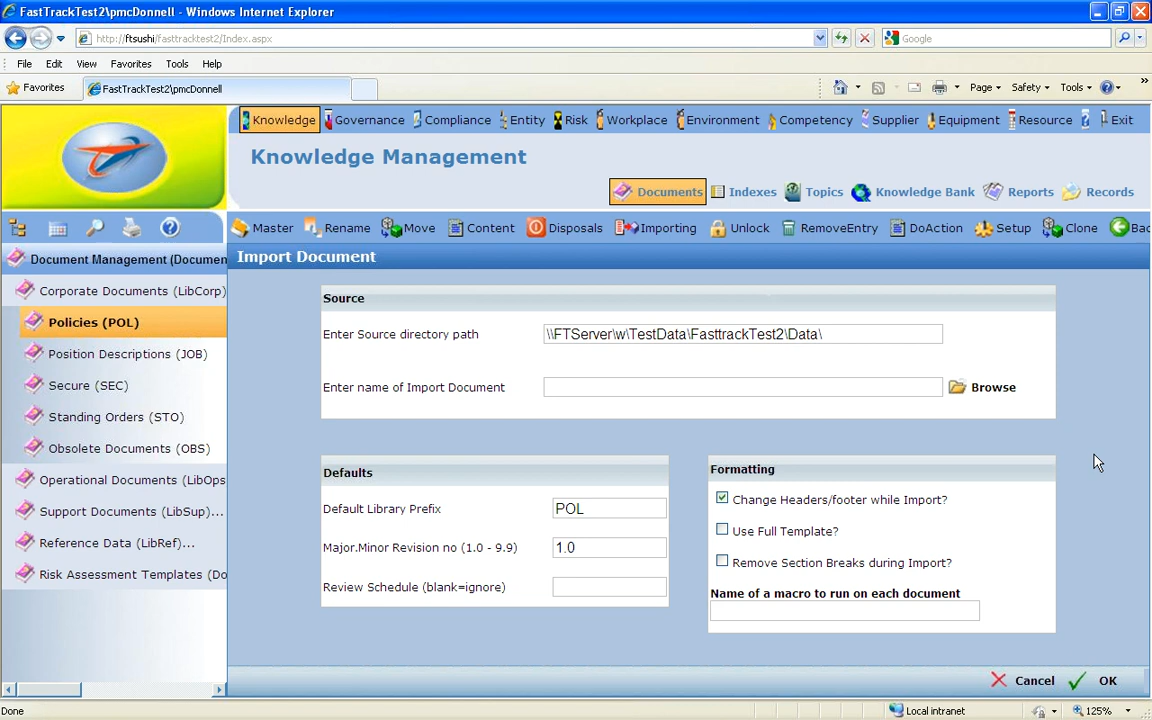 FastTrackTest2\pmcDonnell - Windows Internet Explorer
http://ftsushi/fasttracktest2/Index.aspx
Google
File Edit View Favorites Tools Help
Favorites FastTrackTest2\pmcDonnell Page Safety Tools »
Knowledge Governance Compliance Entity Risk Workplace Environment Competency Supplier Equipment Resource Exit
Knowledge Management
Documents Indexes Topics Knowledge Bank Reports Records
Master Rename Move Content Disposals Importing Unlock RemoveEntry DoAction Setup Clone Bac
Document Management (Documen
Import Document
Corporate Documents (LibCorp)
Policies (POL)
Position Descriptions (JOB)
Secure (SEC)
Standing Orders (STO)
Obsolete Documents (OBS)
Operational Documents (LibOps
Support Documents (LibSup)...
Reference Data (LibRef)...
Risk Assessment Templates (Do
Source
Enter Source directory path \\FTServer\w\TestData\FasttrackTest2\Data\
Enter name of Import Document Browse
Defaults
Default Library Prefix POL
Major.Minor Revision no (1.0 - 9.9) 1.0
Review Schedule (blank=ignore)
Formatting
Change Headers/footer while Import?
Use Full Template?
Remove Section Breaks during Import?
Name of a macro to run on each document
Cancel OK
Done Local intranet 125%